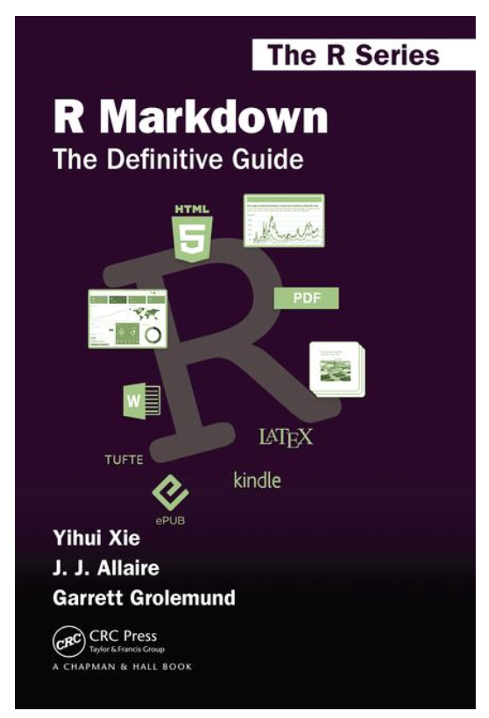 The R Series
R Markdown
The Definitive Guide
HTML
5
PDF
W
LATEX
TUFTE
kindle
ePUB
Yihui Xie
J. J. Allaire
Garrett Grolemund
CRC
CRC Press
Taylor & Francis Group
A CHAPMAN & HALL BOOK